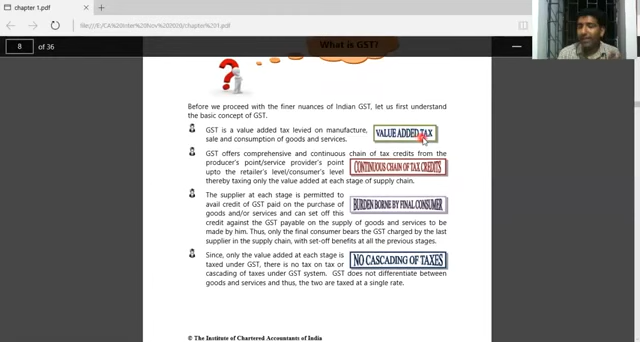 chapter 1.pdf
file:///E:/CA%20Inter%20Nov%202020/chapter%201.pdf
8 of 36
What is GST?
Before we proceed with the finer nuances of Indian GST, let us first understand
the basic concept of GST.
GST is a value added tax levied on manufacture,
sale and consumption of goods and services.
VALUE ADDED TAX
GST offers comprehensive and continuous chain of tax credits from the
producer's point/service provider's point
upto the retailer's level/consumer's level
thereby taxing only the value added at each stage of supply chain.
CONTINUOUS CHAIN OF TAX CREDITS
The supplier at each stage is permitted to
avail credit of GST paid on the purchase of
goods and/or services and can set off this
credit against the GST payable on the supply of goods and services to be
made by him. Thus, only the final consumer bears the GST charged by the last
supplier in the supply chain, with set-off benefits at all the previous stages.
BURDEN BORNE BY FINAL CONSUMER
Since, only the value added at each stage is
taxed under GST, there is no tax on tax or
cascading of taxes under GST system. GST does not differentiate between
goods and services and thus, the two are taxed at a single rate.
NO CASCADING OF TAXES
© The Institute of Chartered Accountants of India